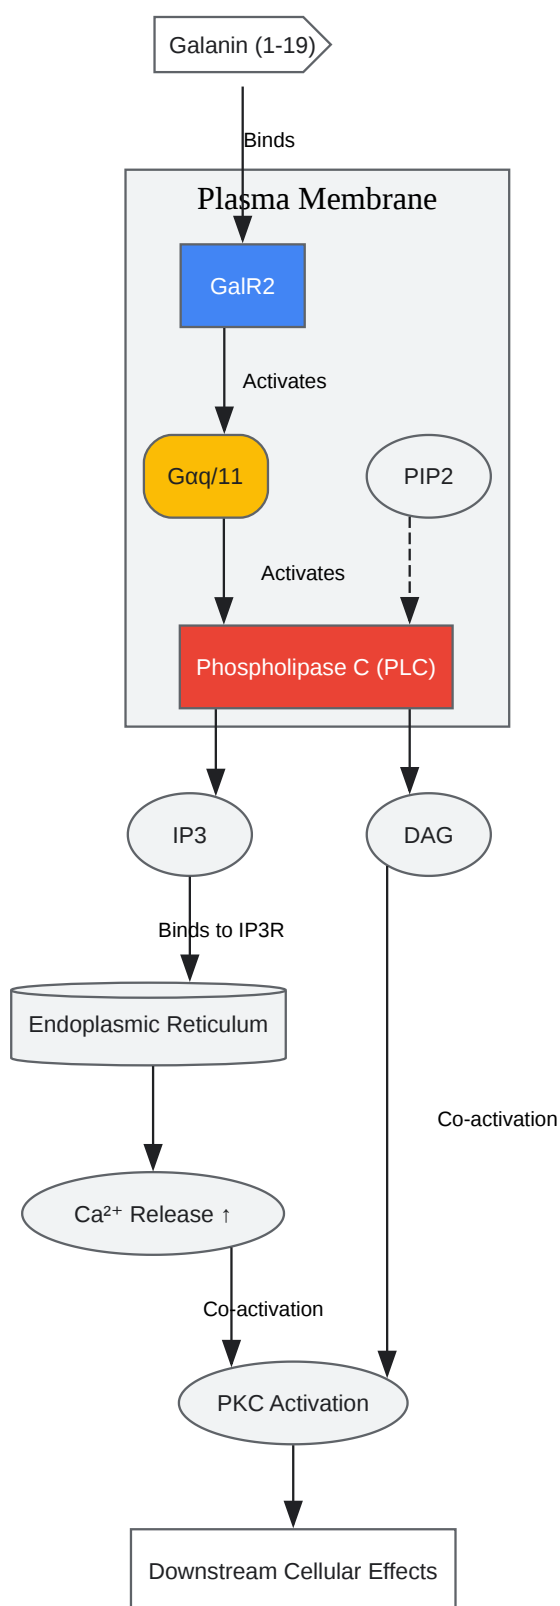 Galanin (1-19)
Binds
Plasma Membrane
GalR2
Activates
Gαq/11
PIP2
Activates
Phospholipase C (PLC)
IP3
DAG
Binds to IP3R
Endoplasmic Reticulum
Co-activation
Ca²⁺ Release ↑
Co-activation
PKC Activation
Downstream Cellular Effects